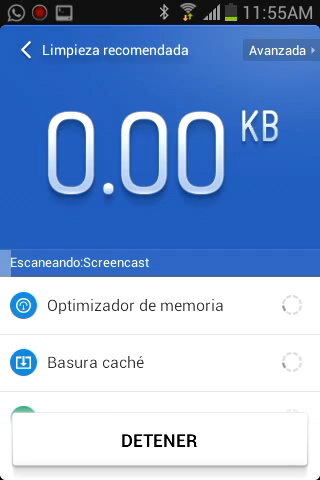 11:55AM
Limpieza recomendada
Avanzada
0.00 KB
Escaneando:Screencast
Optimizador de memoria
Basura caché
DETENER